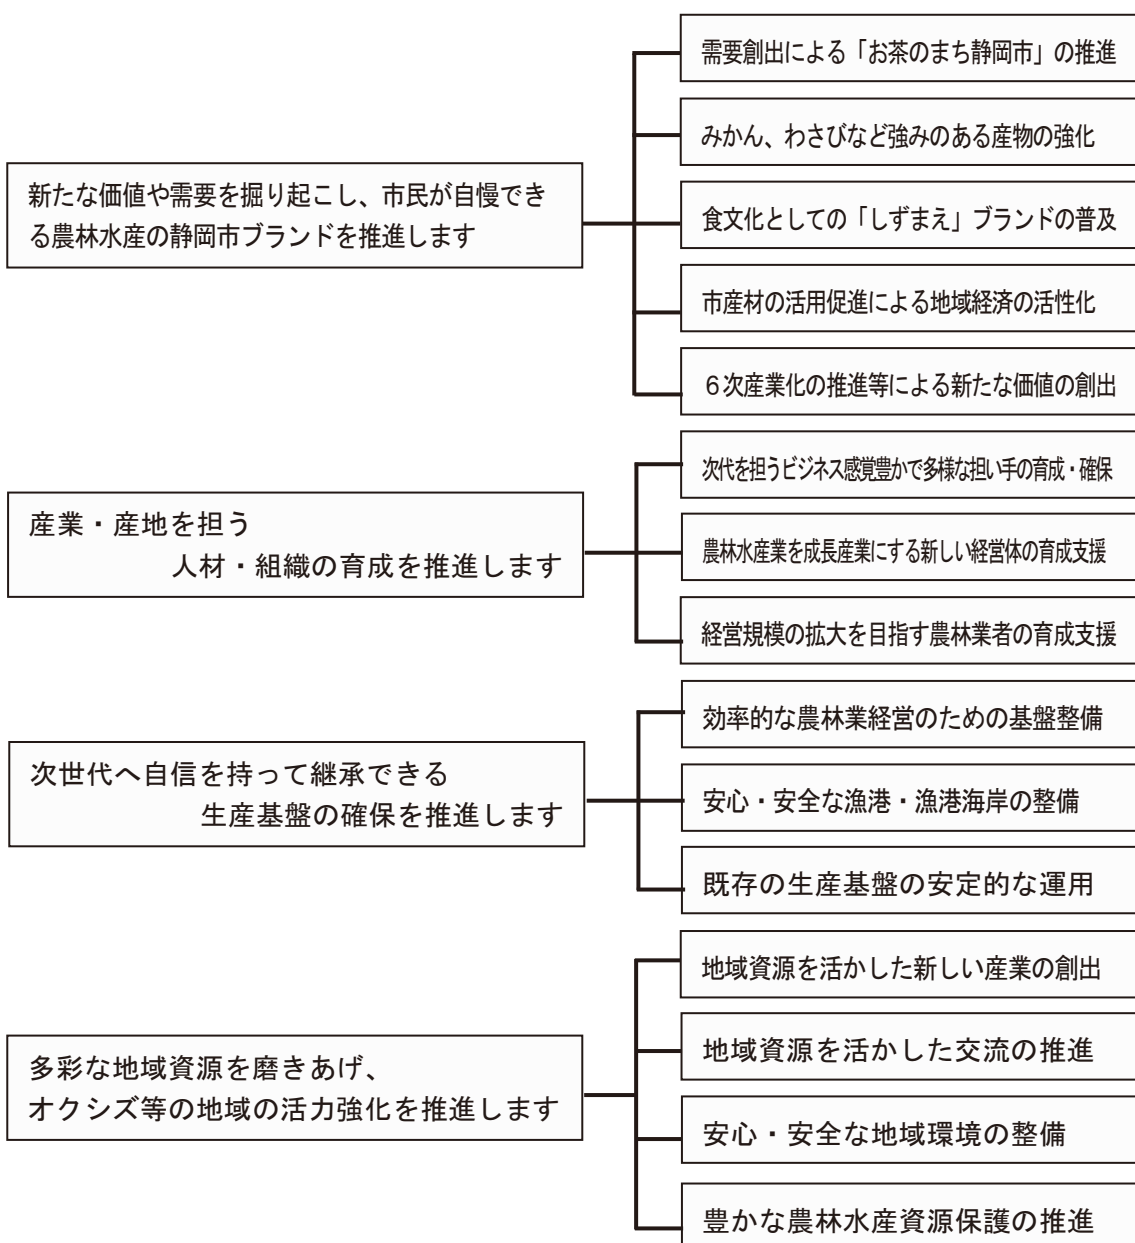 新たな価値や需要を掘り起こし、市民が自慢でき
る農林水産の静岡市ブランドを推進します
需要創出による「お茶のまち静岡市」の推進
みかん、わさびなど強みのある産物の強化
食文化としての「しずまえ」ブランドの普及
市産材の活用促進による地域経済の活性化
６次産業化の推進等による新たな価値の創出
産業・産地を担う
人材・組織の育成を推進します
次代を担うビジネス感覚豊かで多様な担い手の育成・確保
農林水産業を成長産業にする新しい経営体の育成支援
経営規模の拡大を目指す農林業者の育成支援
次世代へ自信を持って継承できる
生産基盤の確保を推進します
効率的な農林業経営のための基盤整備
安心・安全な漁港・漁港海岸の整備
既存の生産基盤の安定的な運用
多彩な地域資源を磨きあげ、
オクシズ等の地域の活力強化を推進します
地域資源を活かした新しい産業の創出
地域資源を活かした交流の推進
安心・安全な地域環境の整備
豊かな農林水産資源保護の推進